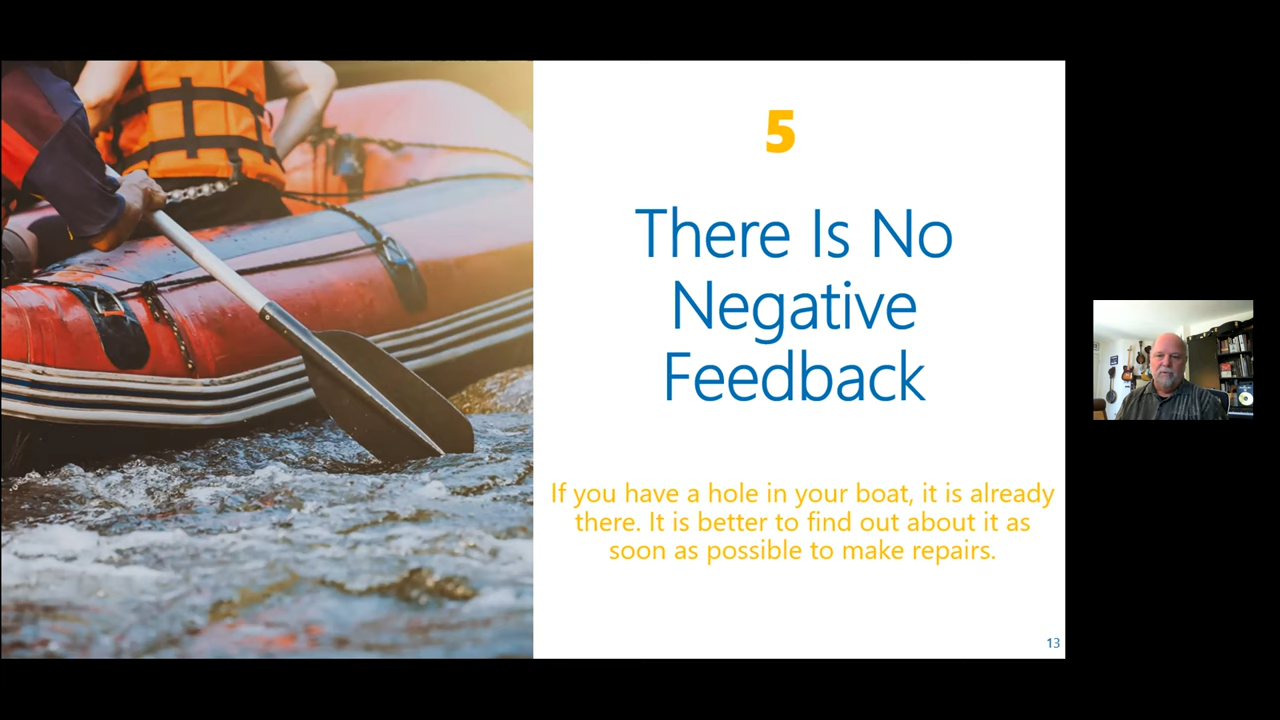 5
There Is No
Negative
Feedback
If you have a hole in your boat, it is already
there. It is better to find out about it as
soon as possible to make repairs.
13